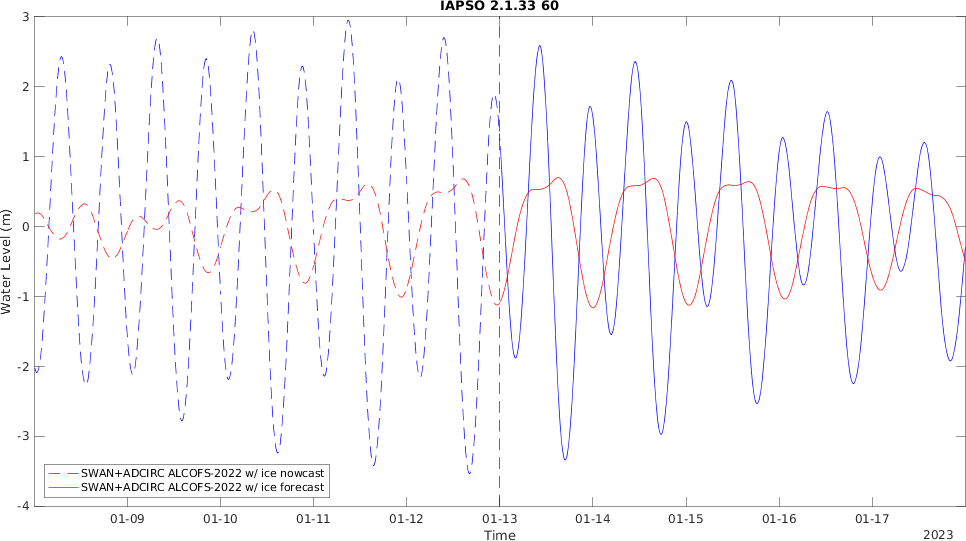 IAPSO 2.1.33 60
3
2
1
0
-1
-2
-3
-4
Water Level (m)
SWAN+ADCIRC ALCOFS-2022 w/ ice nowcast
SWAN+ADCIRC ALCOFS-2022 w/ ice forecast
01-09 01-10 01-11 01-12 01-13 01-14 01-15 01-16 01-17
Time
2023